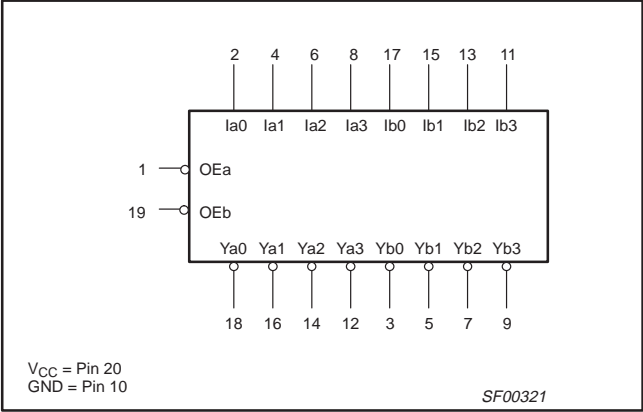 2 4 6 8 17 15 13 11
Ia0 Ia1 Ia2 Ia3 Ib0 Ib1 Ib2 Ib3
1 OEa
19 OEb
Ya0 Ya1 Ya2 Ya3 Yb0 Yb1 Yb2 Yb3
18 16 14 12 3 5 7 9
VCC = Pin 20
GND = Pin 10
SF00321